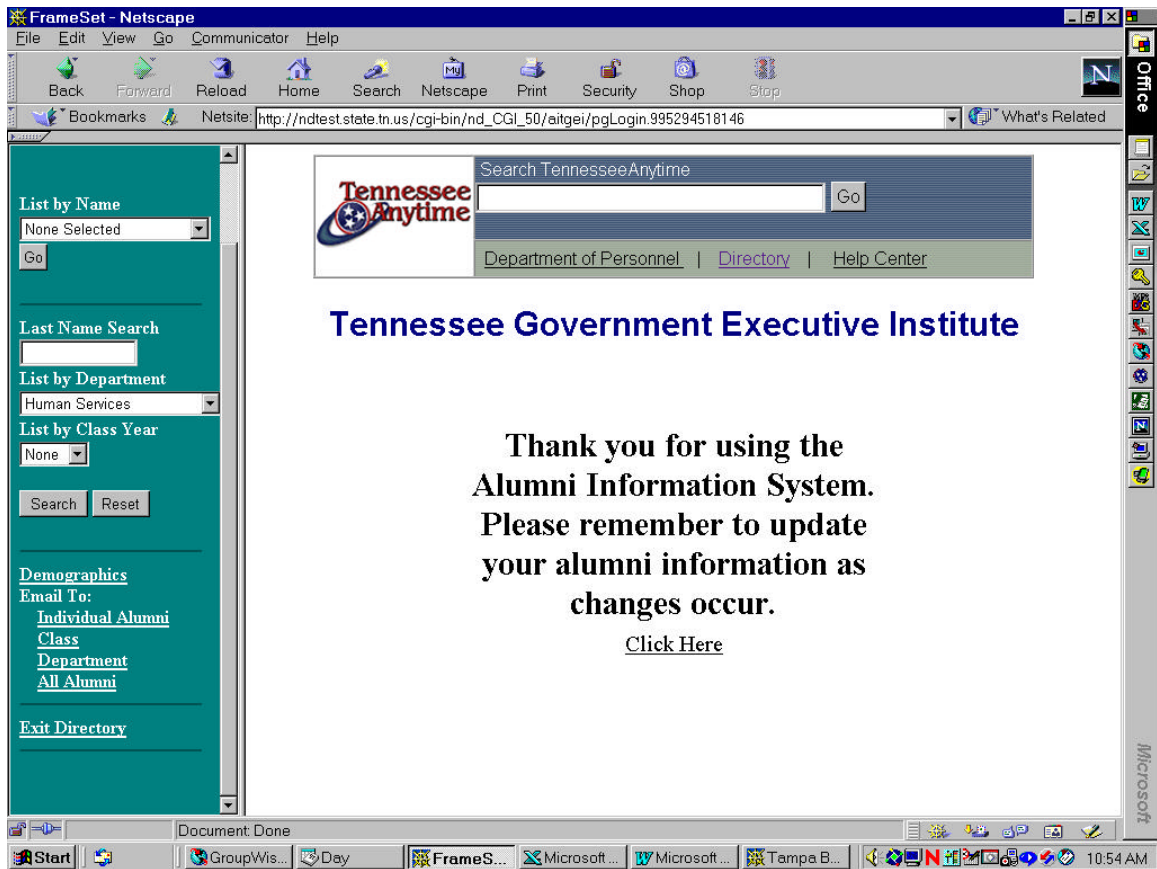 FrameSet - Netscape
File Edit View Go Communicator Help
Back Forward Reload Home Search Netscape Print Security Shop Stop
My
N
Bookmarks Netsite: http://ndtest.state.tn.us/cgi-bin/nd_CGI_50/aitgei/pgLogin.995294518146 What's Related
Office
List by Name
None Selected
Go
Last Name Search
List by Department
Human Services
List by Class Year
None
Search Reset
Demographics
Email To:
Individual Alumni
Class
Department
All Alumni
Exit Directory
Tennessee
Anytime
Search TennesseeAnytime
Go
Department of Personnel | Directory | Help Center
Tennessee Government Executive Institute
Thank you for using the
Alumni Information System.
Please remember to update
your alumni information as
changes occur.
Click Here
Microsoft
Document: Done
Start GroupWis... Day FrameS... Microsoft ... Microsoft ... Tampa B... 10:54 AM